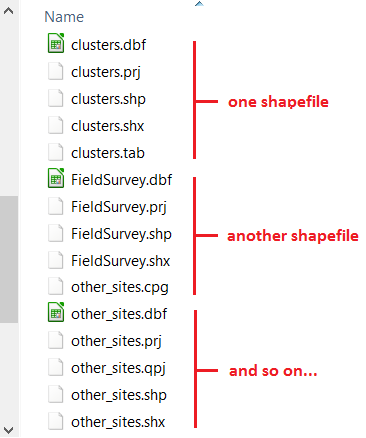 Name
clusters.dbf
clusters.prj
clusters.shp
clusters.shx
clusters.tab
one shapefile
FieldSurvey.dbf
FieldSurvey.prj
FieldSurvey.shp
FieldSurvey.shx
other_sites.cpg
another shapefile
other_sites.dbf
other_sites.prj
other_sites.qpj
other_sites.shp
other_sites.shx
and so on...